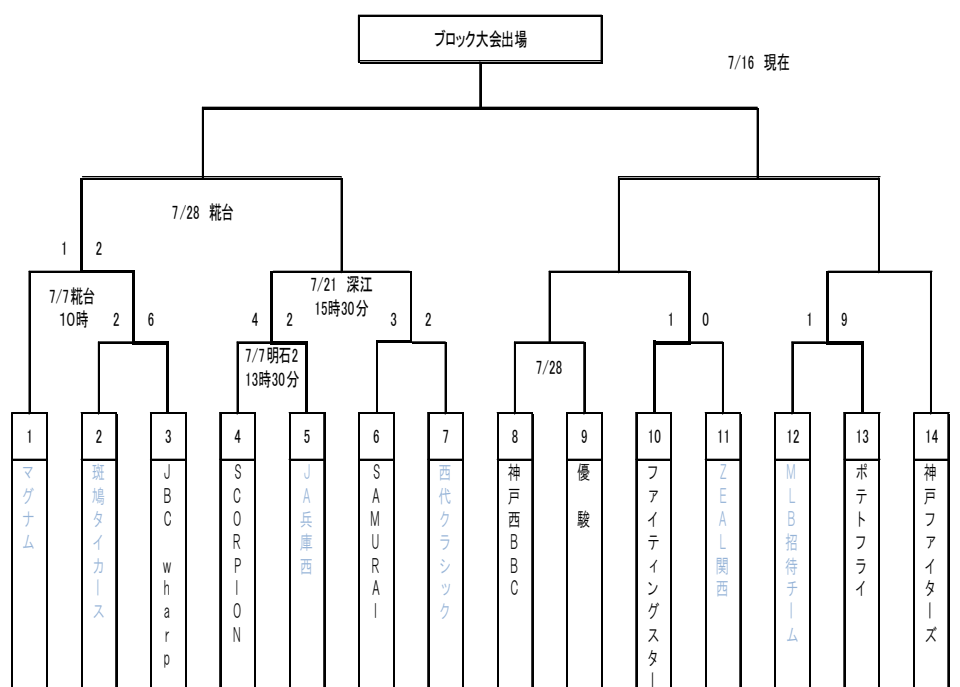 ブロック大会出場
7/16 現在
7/28 糀台
1 2
7/7糀台
10時
2 6
7/21 深江
15時30分
4 2
3 2
1 0
1 9
7/7明石2
13時30分
7/28
1 2 3 4 5 6 7 8 9 10 11 12 13 14
マグナム
斑鳩タイカース
JBC wharp
SCORPION
JA兵庫西
SAMURAI
西代クラシック
神戸西BBC
優駿
ファイティングスター
ZEAL関西
MLB招待チーム
ポテトフライ
神戸ファイターズ